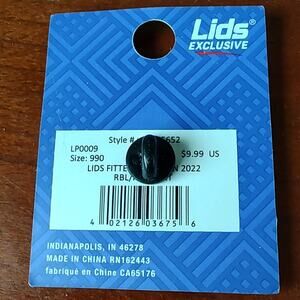 Lids®
EXCLUSIVE
Style #
5652
LP0009
$9.99 US
Size: 990
LIDS FITTE
N 2022
RBL/
4 02126 03675 6
INDIANAPOLIS, IN 46278
MADE IN CHINA RN162443
fabriqué en Chine CA65176